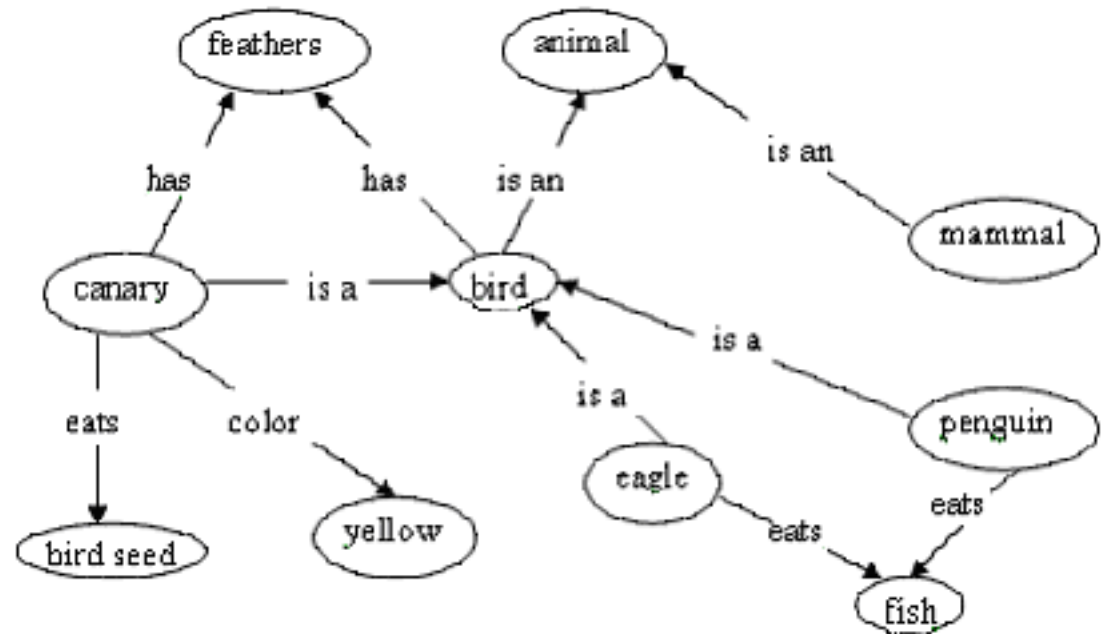 feathers
animal
is an
has
has
is an
mammal
canary
is a
bird
is a
is a
eats
color
penguin
eagle
eats
bird seed
yellow
eats
fish